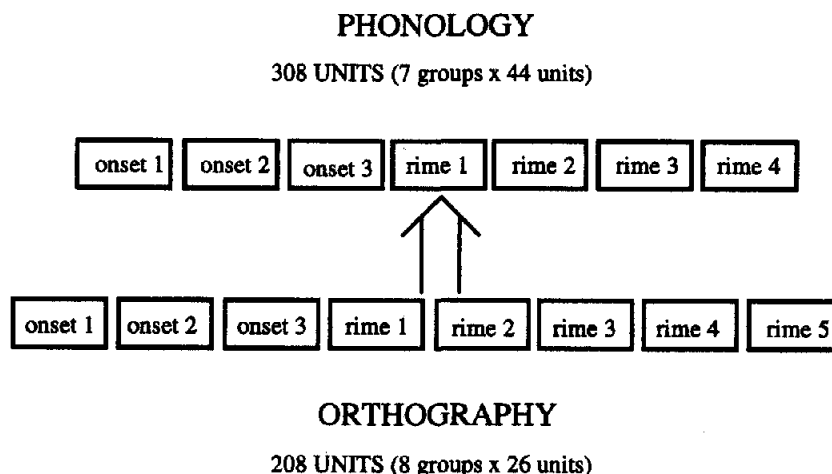 PHONOLOGY
308 UNITS (7 groups x 44 units)
onset 1 onset 2 onset 3 rime 1 rime 2 rime 3 rime 4
onset 1 onset 2 onset 3 rime 1 rime 2 rime 3 rime 4 rime 5
ORTHOGRAPHY
208 UNITS (8 groups x 26 units)